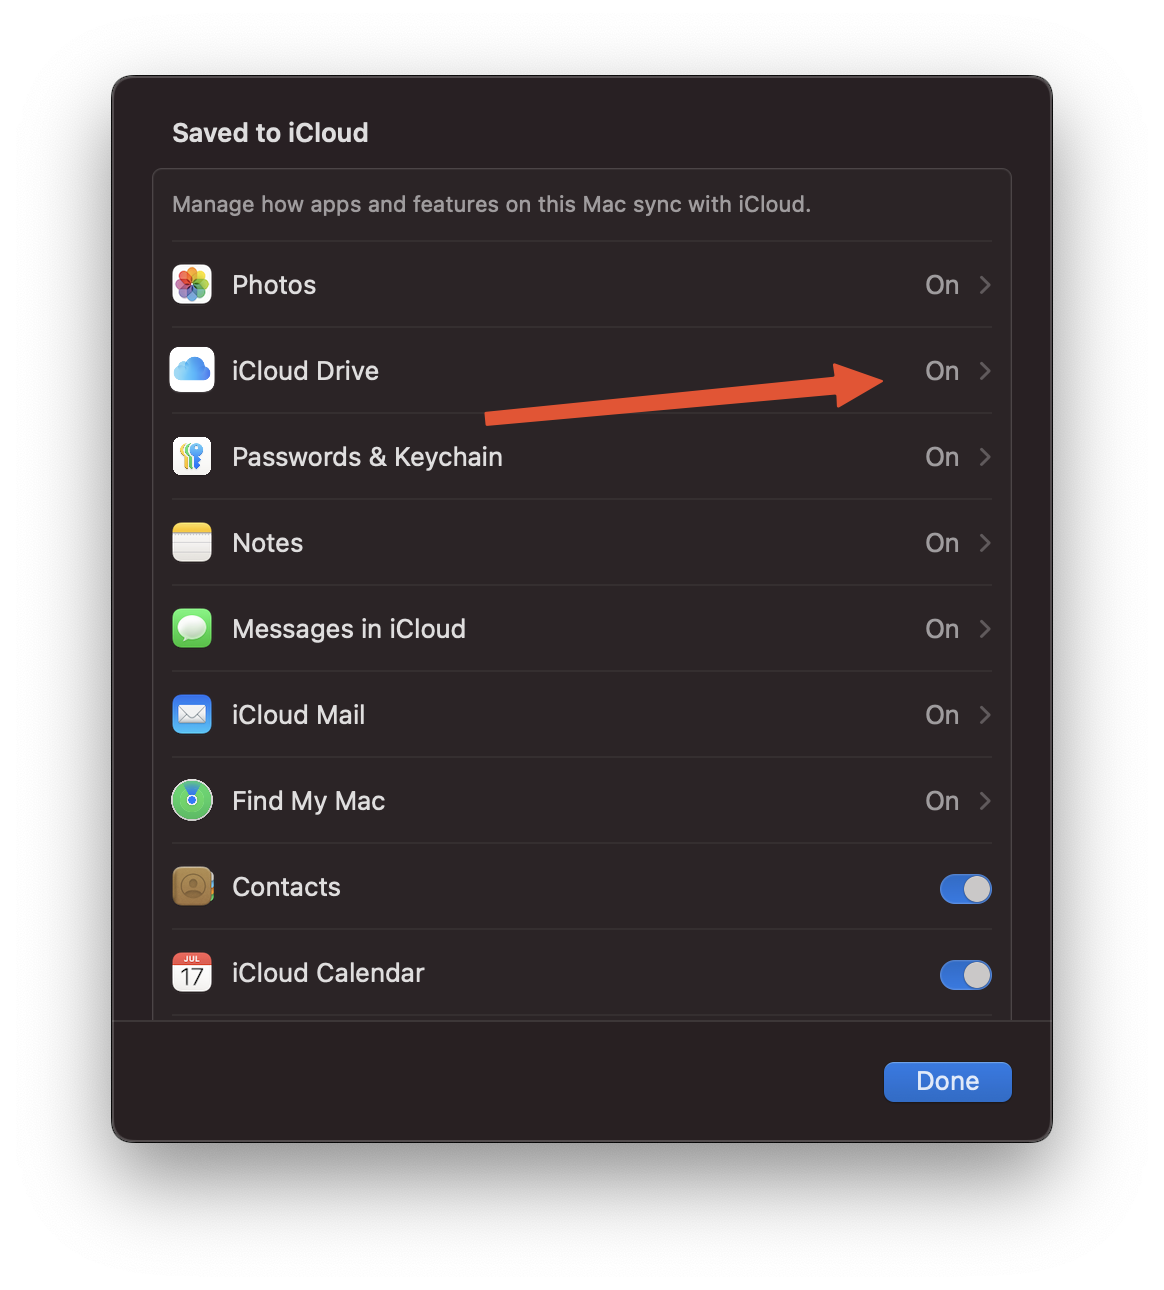 Saved to iCloud
Manage how apps and features on this Mac sync with iCloud.
Photos On
iCloud Drive On
Passwords & Keychain On
Notes On
Messages in iCloud On
iCloud Mail On
Find My Mac On
Contacts
JUL
17
iCloud Calendar
Done